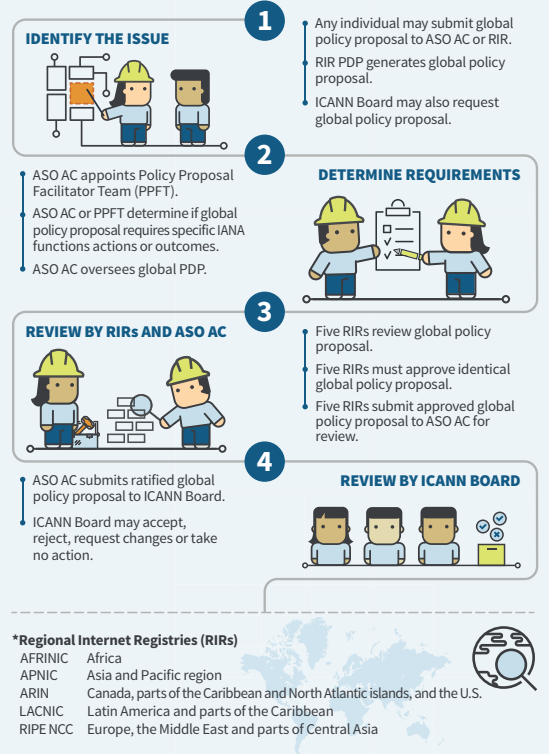 1
IDENTIFY THE ISSUE
Any individual may submit global
policy proposal to ASO AC or RIR.
RIR PDP generates global policy
proposal.
ICANN Board may also request
global policy proposal.
2
DETERMINE REQUIREMENTS
ASO AC appoints Policy Proposal
Facilitator Team (PPFT).
ASO AC or PPFT determine if global
policy proposal requires specific IANA
functions actions or outcomes.
ASO AC oversees global PDP.
3
REVIEW BY RIRs AND ASO AC
Five RIRs review global policy
proposal.
Five RIRs must approve identical
global policy proposal.
Five RIRs submit approved global
policy proposal to ASO AC for
review.
4
REVIEW BY ICANN BOARD
ASO AC submits ratified global
policy proposal to ICANN Board.
ICANN Board may accept,
reject, request changes or take
no action.
*Regional Internet Registries (RIRs)
AFRINIC Africa
APNIC Asia and Pacific region
ARIN Canada, parts of the Caribbean and North Atlantic islands, and the U.S.
LACNIC Latin America and parts of the Caribbean
RIPE NCC Europe, the Middle East and parts of Central Asia